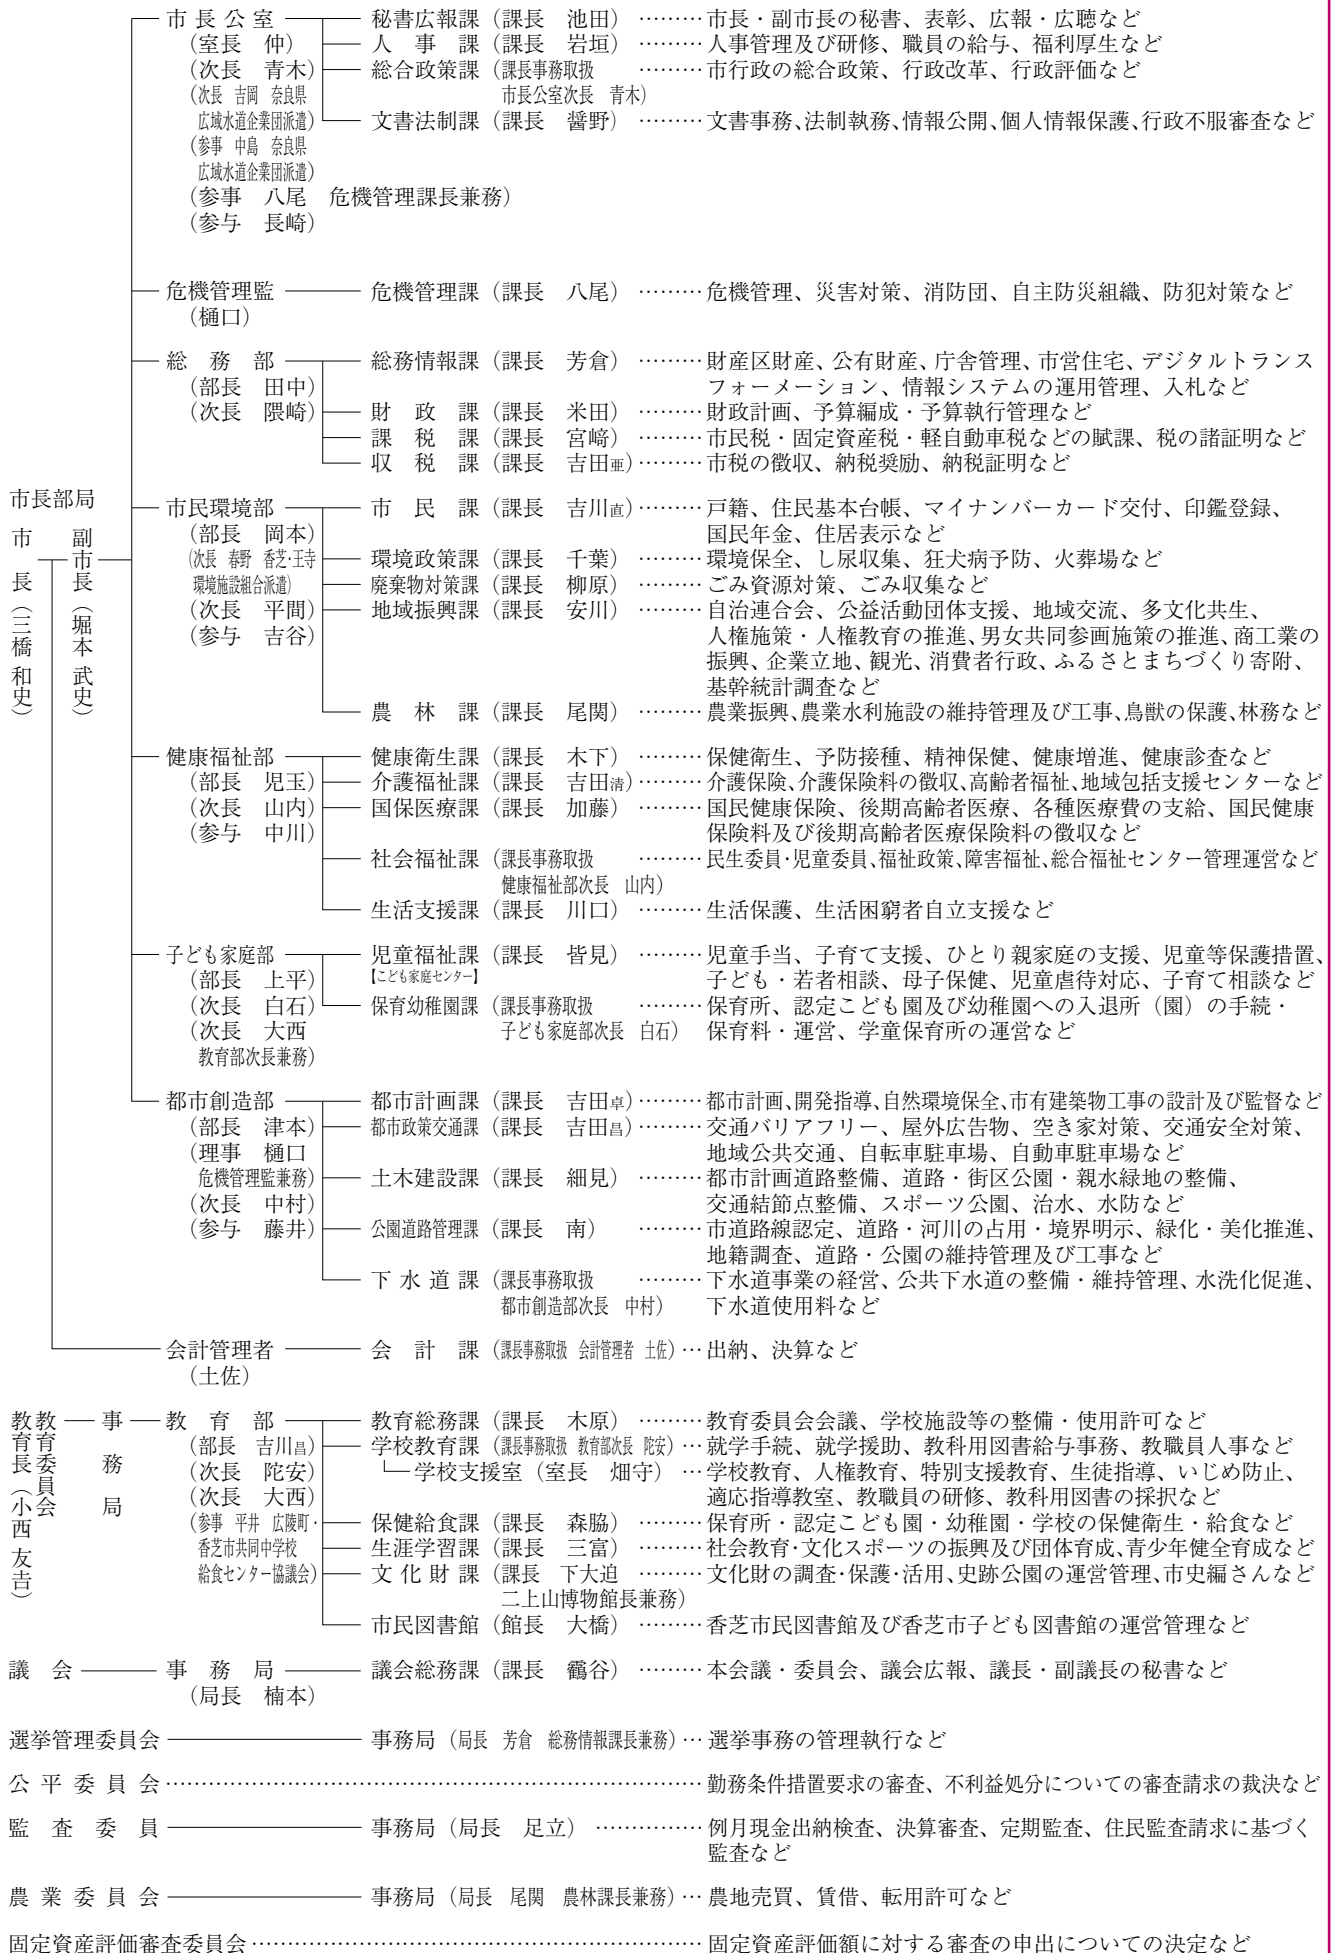 市長公室 秘書広報課（課長　池田） ………市長・副市長の秘書、表彰、広報・広聴など
（室長　仲） 人事課（課長　岩垣） ………人事管理及び研修、職員の給与、福利厚生など
（次長　青木） 総合政策課（課長事務取扱 ………市行政の総合政策、行政改革、行政評価など
（次長　吉岡　奈良県 市長公室次長　青木）
広域水道企業団派遣） 文書法制課（課長　醤野） ………文書事務、法制執務、情報公開、個人情報保護、行政不服審査など
（参事　中島　奈良県
広域水道企業団派遣）
（参事　八尾　危機管理課長兼務）
（参与　長崎）
危機管理監 危機管理課（課長　八尾） ………危機管理、災害対策、消防団、自主防災組織、防犯対策など
（樋口）
総務部 総務情報課（課長　芳倉） ………財産区財産、公有財産、庁舎管理、市営住宅、デジタルトランス
（部長　田中） フォーメーション、情報システムの運用管理、入札など
（次長　隈崎） 財政課（課長　米田） ………財政計画、予算編成・予算執行管理など
課税課（課長　宮﨑） ………市民税・固定資産税・軽自動車税などの賦課、税の諸証明など
収税課（課長　吉田亜） ………市税の徴収、納税奨励、納税証明など
市長部局
市長（三橋 和史）
副市長（堀本 武史）
市民環境部 市民課（課長　吉川直） ………戸籍、住民基本台帳、マイナンバーカード交付、印鑑登録、
（部長　岡本） 国民年金、住居表示など
（次長　春野　香芝・王寺 環境政策課（課長　千葉） ………環境保全、し尿収集、狂犬病予防、火葬場など
環境施設組合派遣） 廃棄物対策課（課長　柳原） ………ごみ資源対策、ごみ収集など
（次長　平間） 地域振興課（課長　安川） ………自治連合会、公益活動団体支援、地域交流、多文化共生、
（参与　吉谷） 人権施策・人権教育の推進、男女共同参画施策の推進、商工業の
振興、企業立地、観光、消費者行政、ふるさとまちづくり寄附、
基幹統計調査など
農林課（課長　尾関） ………農業振興、農業水利施設の維持管理及び工事、鳥獣の保護、林務など
健康福祉部 健康衛生課（課長　木下） ………保健衛生、予防接種、精神保健、健康増進、健康診査など
（部長　児玉） 介護福祉課（課長　吉田清） ………介護保険、介護保険料の徴収、高齢者福祉、地域包括支援センターなど
（次長　山内） 国保医療課（課長　加藤） ………国民健康保険、後期高齢者医療、各種医療費の支給、国民健康
（参与　中川） 保険料及び後期高齢者医療保険料の徴収など
社会福祉課（課長事務取扱 ………民生委員・児童委員、福祉政策、障害福祉、総合福祉センター管理運営など
健康福祉部次長　山内）
生活支援課（課長　川口） ………生活保護、生活困窮者自立支援など
子ども家庭部 児童福祉課（課長　皆見） ………児童手当、子育て支援、ひとり親家庭の支援、児童等保護措置、
（部長　上平） 【こども家庭センター】 子ども・若者相談、母子保健、児童虐待対応、子育て相談など
（次長　白石） 保育幼稚園課（課長事務取扱 ………保育所、認定こども園及び幼稚園への入退所（園）の手続・
（次長　大西 子ども家庭部次長　白石） 保育料・運営、学童保育所の運営など
教育部次長兼務）
都市創造部 都市計画課（課長　吉田卓） ………都市計画、開発指導、自然環境保全、市有建築物工事の設計及び監督など
（部長　津本） 都市政策交通課（課長　吉田昌） ………交通バリアフリー、屋外広告物、空き家対策、交通安全対策、
（理事　樋口 地域公共交通、自転車駐車場、自動車駐車場など
危機管理監兼務） 土木建設課（課長　細見） ………都市計画道路整備、道路・街区公園・親水緑地の整備、
（次長　中村） 交通結節点整備、スポーツ公園、治水、水防など
（参与　藤井） 公園道路管理課（課長　南） ………市道路線認定、道路・河川の占用・境界明示、緑化・美化推進、
地籍調査、道路・公園の維持管理及び工事など
下水道課（課長事務取扱 ………下水道事業の経営、公共下水道の整備・維持管理、水洗化促進、
都市創造部次長　中村） 下水道使用料など
会計管理者 会計課（課長事務取扱　会計管理者　土佐） …出納、決算など
（土佐）
教育委員会
教育長（小西 友吉）
事務局
教育部 教育総務課（課長　木原） ………教育委員会会議、学校施設等の整備・使用許可など
（部長　吉川昌） 学校教育課（課長事務取扱　教育部次長　陀安） …就学手続、就学援助、教科用図書給与事務、教職員人事など
（次長　陀安） 学校支援室（室長　畑守） …学校教育、人権教育、特別支援教育、生徒指導、いじめ防止、
（次長　大西） 適応指導教室、教職員の研修、教科用図書の採択など
（参事　平井　広陵町・ 保健給食課（課長　森脇） ………保育所・認定こども園・幼稚園・学校の保健衛生・給食など
香芝市共同中学校 生涯学習課（課長　三富） ………社会教育・文化スポーツの振興及び団体育成、青少年健全育成など
給食センター協議会） 文化財課（課長　下大迫 ………文化財の調査・保護・活用、史跡公園の運営管理、市史編さんなど
二上山博物館長兼務）
市民図書館（館長　大橋） ………香芝市民図書館及び香芝市子ども図書館の運営管理など
議会 事務局 議会総務課（課長　鶴谷） ………本会議・委員会、議会広報、議長・副議長の秘書など
（局長　楠本）
選挙管理委員会 事務局（局長　芳倉　総務情報課長兼務） …選挙事務の管理執行など
公平委員会 ………勤務条件措置要求の審査、不利益処分についての審査請求の裁決など
監査委員 事務局（局長　足立） ……………例月現金出納検査、決算審査、定期監査、住民監査請求に基づく
監査など
農業委員会 事務局（局長　尾関　農林課長兼務） …農地売買、賃借、転用許可など
固定資産評価審査委員会 ………固定資産評価額に対する審査の申出についての決定など